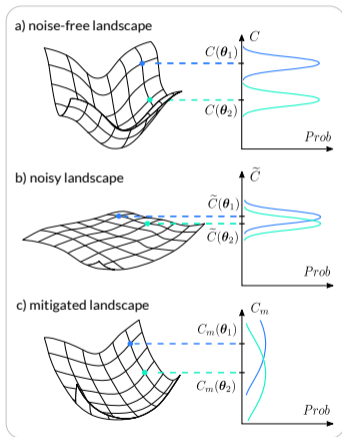 a) noise-free landscape
C
C(θ₁)
C(θ₂)
Prob
b) noisy landscape
C̃
C̃(θ₁)
C̃(θ₂)
Prob
c) mitigated landscape
Cₘ
Cₘ(θ₁)
Cₘ(θ₂)
Prob